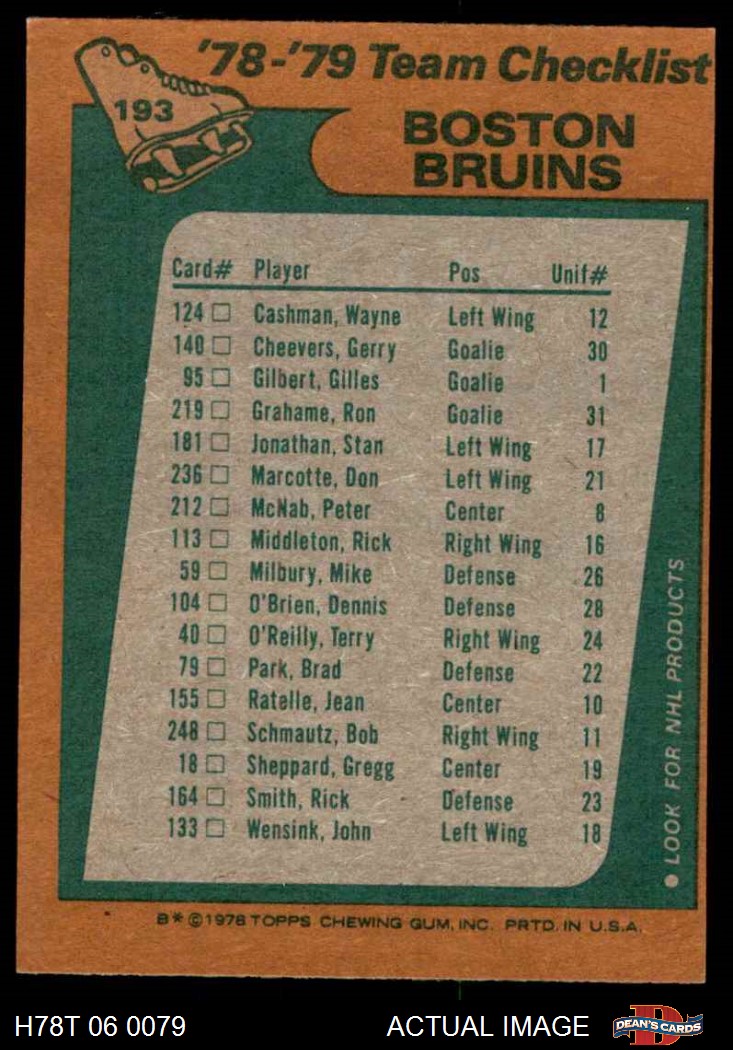 '78-'79 Team Checklist
193
BOSTON
BRUINS
Card# Player Pos Unif#
124 Cashman, Wayne Left Wing 12
140 Cheevers, Gerry Goalie 30
95 Gilbert, Gilles Goalie 1
219 Grahame, Ron Goalie 31
181 Jonathan, Stan Left Wing 17
236 Marcotte, Don Left Wing 21
212 McNab, Peter Center 8
113 Middleton, Rick Right Wing 16
59 Milbury, Mike Defense 26
104 O'Brien, Dennis Defense 28
40 O'Reilly, Terry Right Wing 24
79 Park, Brad Defense 22
155 Ratelle, Jean Center 10
248 Schmautz, Bob Right Wing 11
18 Sheppard, Gregg Center 19
164 Smith, Rick Defense 23
133 Wensink, John Left Wing 18
● LOOK FOR NHL PRODUCTS
B* © 1978 TOPPS CHEWING GUM, INC. PRTD. IN U.S.A.
H78T 06 0079 ACTUAL IMAGE
D
DEAN'S CARDS